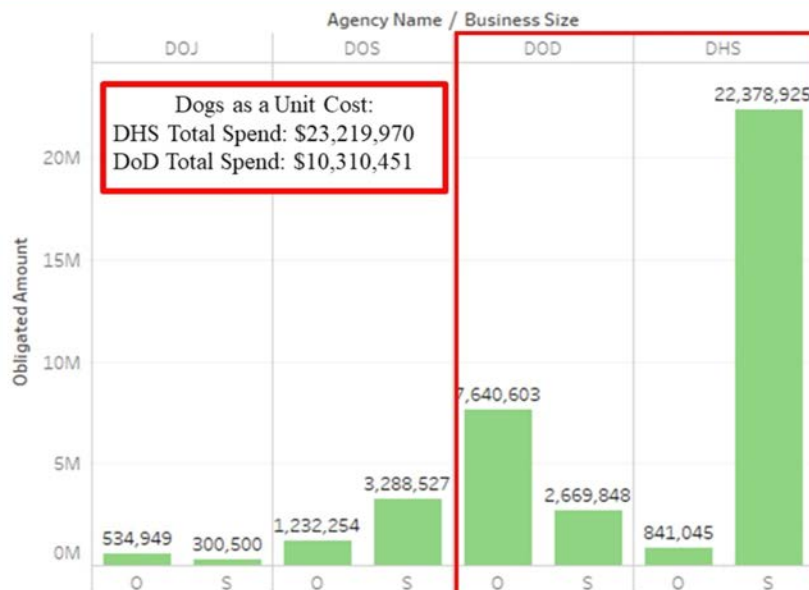 Agency Name / Business Size
DOJ DOS DOD DHS
Dogs as a Unit Cost:
DHS Total Spend: $23,219,970
DoD Total Spend: $10,310,451
Obligated Amount
20M
15M
10M
5M
0M
534,949
300,500
1,232,254
3,288,527
7,640,603
2,669,848
841,045
22,378,925
O S O S O S O S